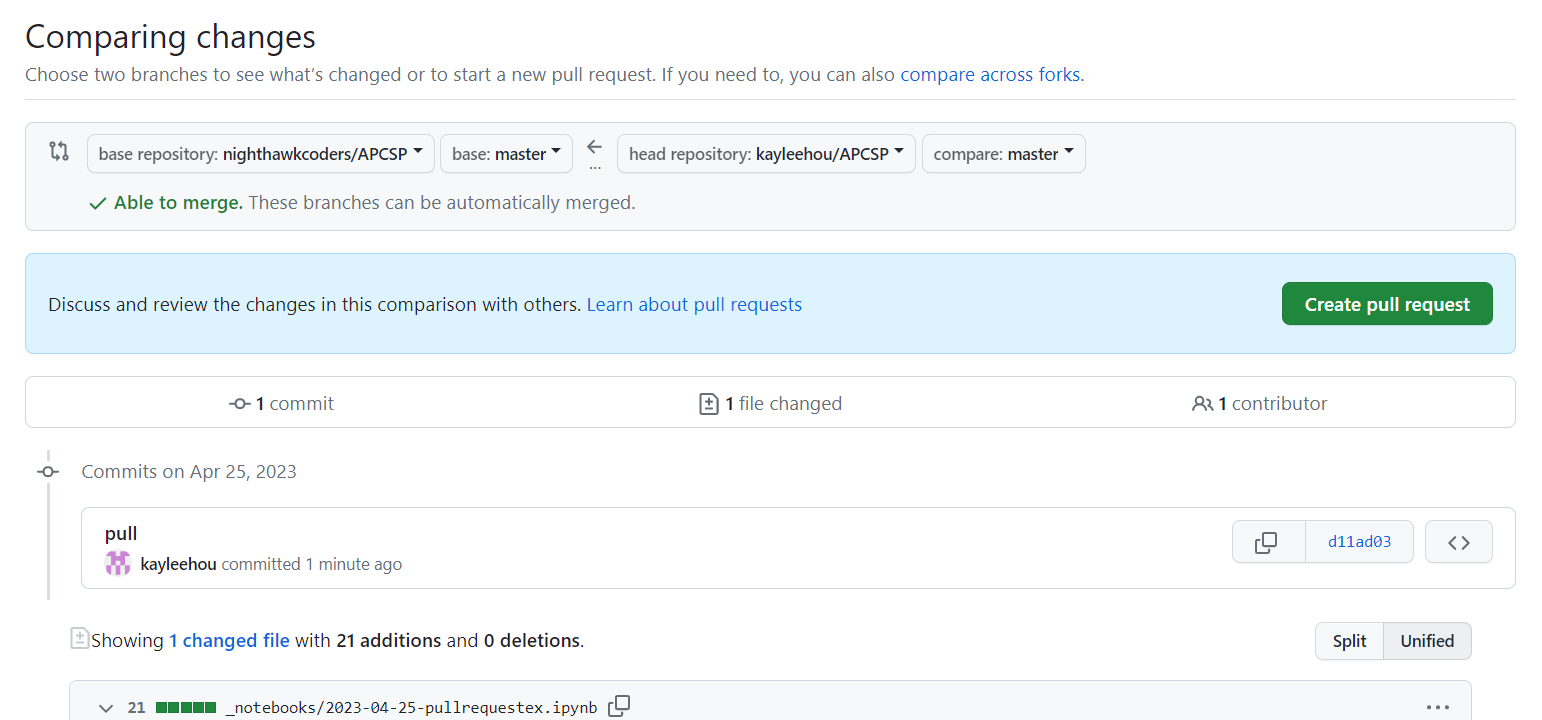 Comparing changes
Choose two branches to see what's changed or to start a new pull request. If you need to, you can also compare across forks.
base repository: nighthawkcoders/APCSP base: master ... head repository: kayleehou/APCSP compare: master
Able to merge. These branches can be automatically merged.
Discuss and review the changes in this comparison with others. Learn about pull requests Create pull request
1 commit 1 file changed 1 contributor
Commits on Apr 25, 2023
pull
kayleehou committed 1 minute ago d11ad03
Showing 1 changed file with 21 additions and 0 deletions. Split Unified
21 _notebooks/2023-04-25-pullrequestex.ipynb